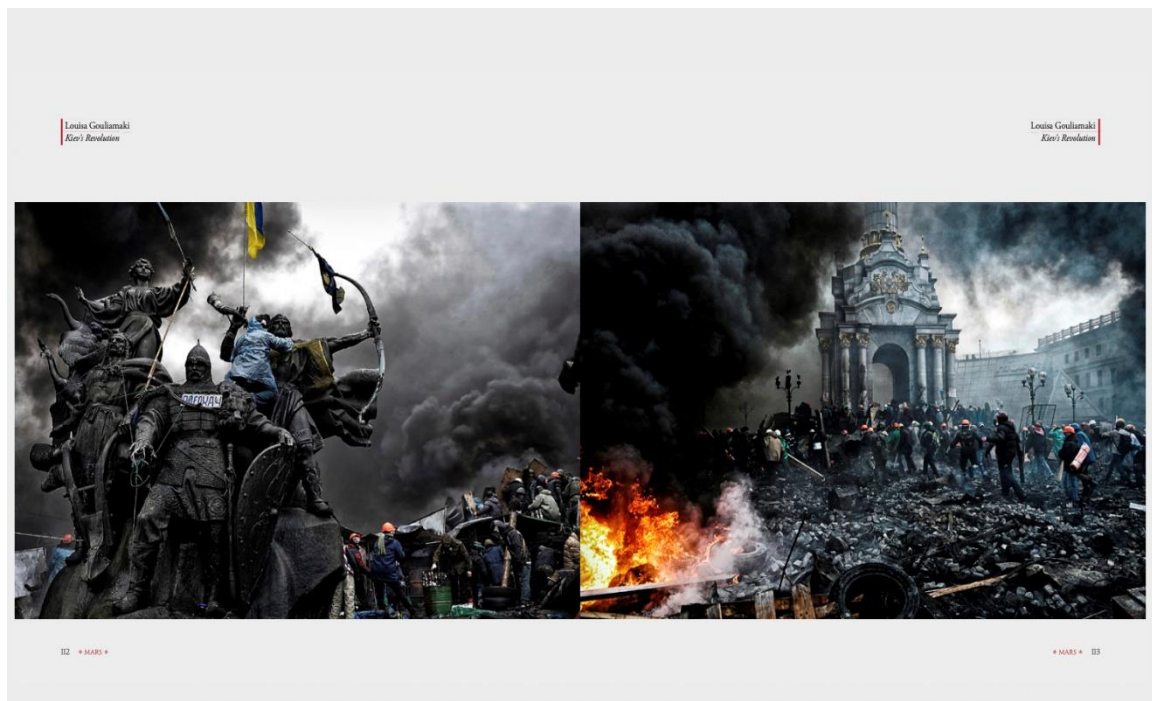 Louisa Gouliamaki
Kiev's Revolution
Louisa Gouliamaki
Kiev's Revolution
112 ✦ MARS ✦
✦ MARS ✦ 113